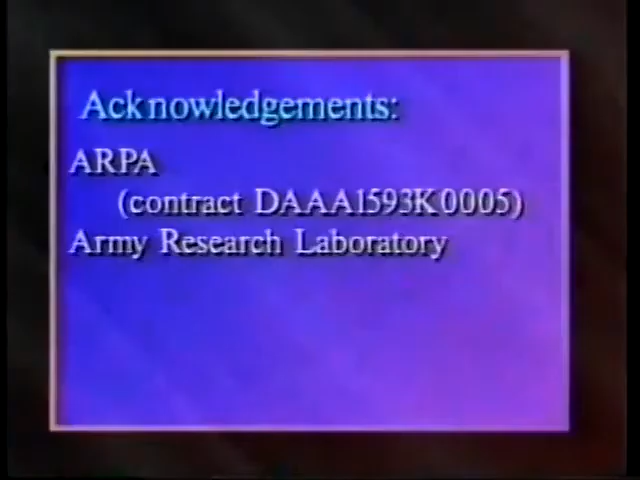 Acknowledgements:
ARPA
(contract DAAA1593K0005)
Army Research Laboratory